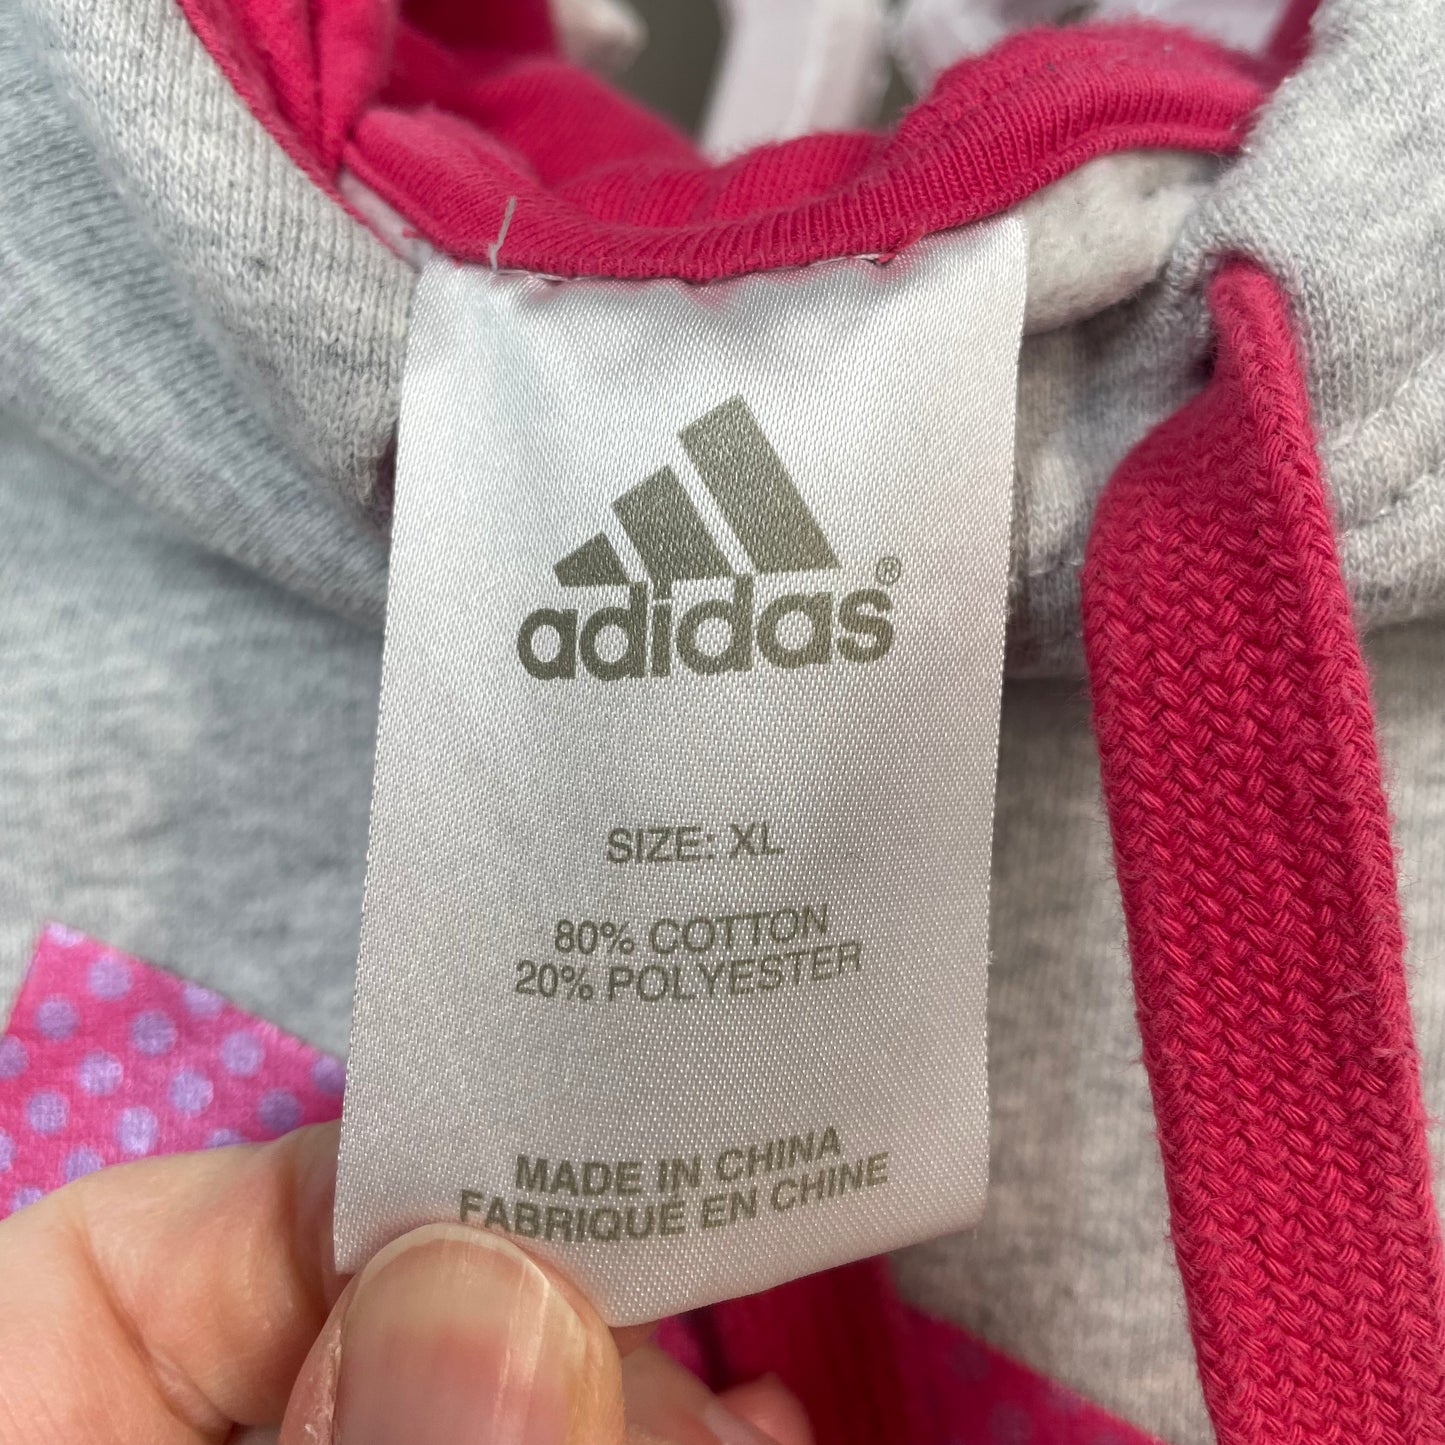 adidas®
SIZE: XL
80% COTTON
20% POLYESTER
MADE IN CHINA
FABRIQUÉ EN CHINE